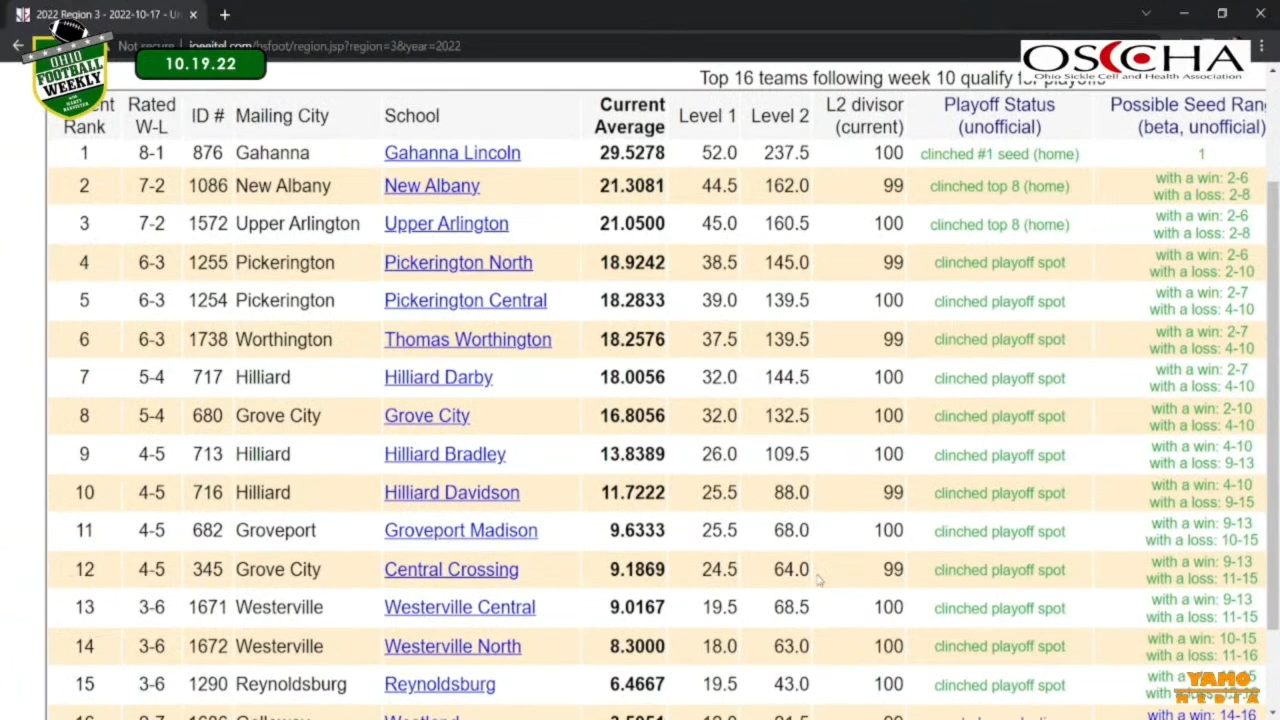 2022 Region 3 - 2022-10-17 - Un
Not secure joeeitel.com/hsfoot/region.jsp?region=3&year=2022
OHIO FOOTBALL WEEKLY
10.19.22
OSCCHA
Ohio Sickle Cell and Health Association
Top 16 teams following week 10 qualify for playoffs
Rank Rated W-L ID # Mailing City School Current Average Level 1 Level 2 L2 divisor (current) Playoff Status (unofficial) Possible Seed Rang (beta, unofficial)
1 8-1 876 Gahanna Gahanna Lincoln 29.5278 52.0 237.5 100 clinched #1 seed (home) 1
2 7-2 1086 New Albany New Albany 21.3081 44.5 162.0 99 clinched top 8 (home) with a win: 2-6 with a loss: 2-8
3 7-2 1572 Upper Arlington Upper Arlington 21.0500 45.0 160.5 100 clinched top 8 (home) with a win: 2-6 with a loss: 2-8
4 6-3 1255 Pickerington Pickerington North 18.9242 38.5 145.0 99 clinched playoff spot with a win: 2-6 with a loss: 2-10
5 6-3 1254 Pickerington Pickerington Central 18.2833 39.0 139.5 100 clinched playoff spot with a win: 2-7 with a loss: 4-10
6 6-3 1738 Worthington Thomas Worthington 18.2576 37.5 139.5 99 clinched playoff spot with a win: 2-7 with a loss: 4-10
7 5-4 717 Hilliard Hilliard Darby 18.0056 32.0 144.5 100 clinched playoff spot with a win: 2-7 with a loss: 4-10
8 5-4 680 Grove City Grove City 16.8056 32.0 132.5 100 clinched playoff spot with a win: 2-10 with a loss: 4-10
9 4-5 713 Hilliard Hilliard Bradley 13.8389 26.0 109.5 100 clinched playoff spot with a win: 4-10 with a loss: 9-13
10 4-5 716 Hilliard Hilliard Davidson 11.7222 25.5 88.0 99 clinched playoff spot with a win: 4-10 with a loss: 9-15
11 4-5 682 Groveport Groveport Madison 9.6333 25.5 68.0 100 clinched playoff spot with a win: 9-13 with a loss: 10-15
12 4-5 345 Grove City Central Crossing 9.1869 24.5 64.0 99 clinched playoff spot with a win: 9-13 with a loss: 11-15
13 3-6 1671 Westerville Westerville Central 9.0167 19.5 68.5 100 clinched playoff spot with a win: 9-13 with a loss: 11-15
14 3-6 1672 Westerville Westerville North 8.3000 18.0 63.0 100 clinched playoff spot with a win: 10-15 with a loss: 11-16
15 3-6 1290 Reynoldsburg Reynoldsburg 6.4667 19.5 43.0 100 clinched playoff spot with a
YAMO MEDIA